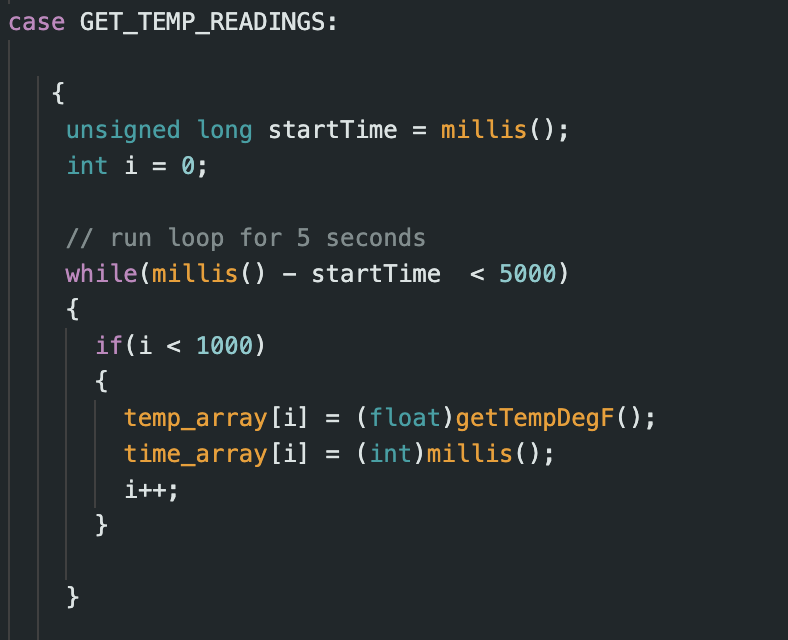 case GET_TEMP_READINGS:
{
unsigned long startTime = millis();
int i = 0;
// run loop for 5 seconds
while(millis() - startTime  < 5000)
{
if(i < 1000)
{
temp_array[i] = (float)getTempDegF();
time_array[i] = (int)millis();
i++;
}
}